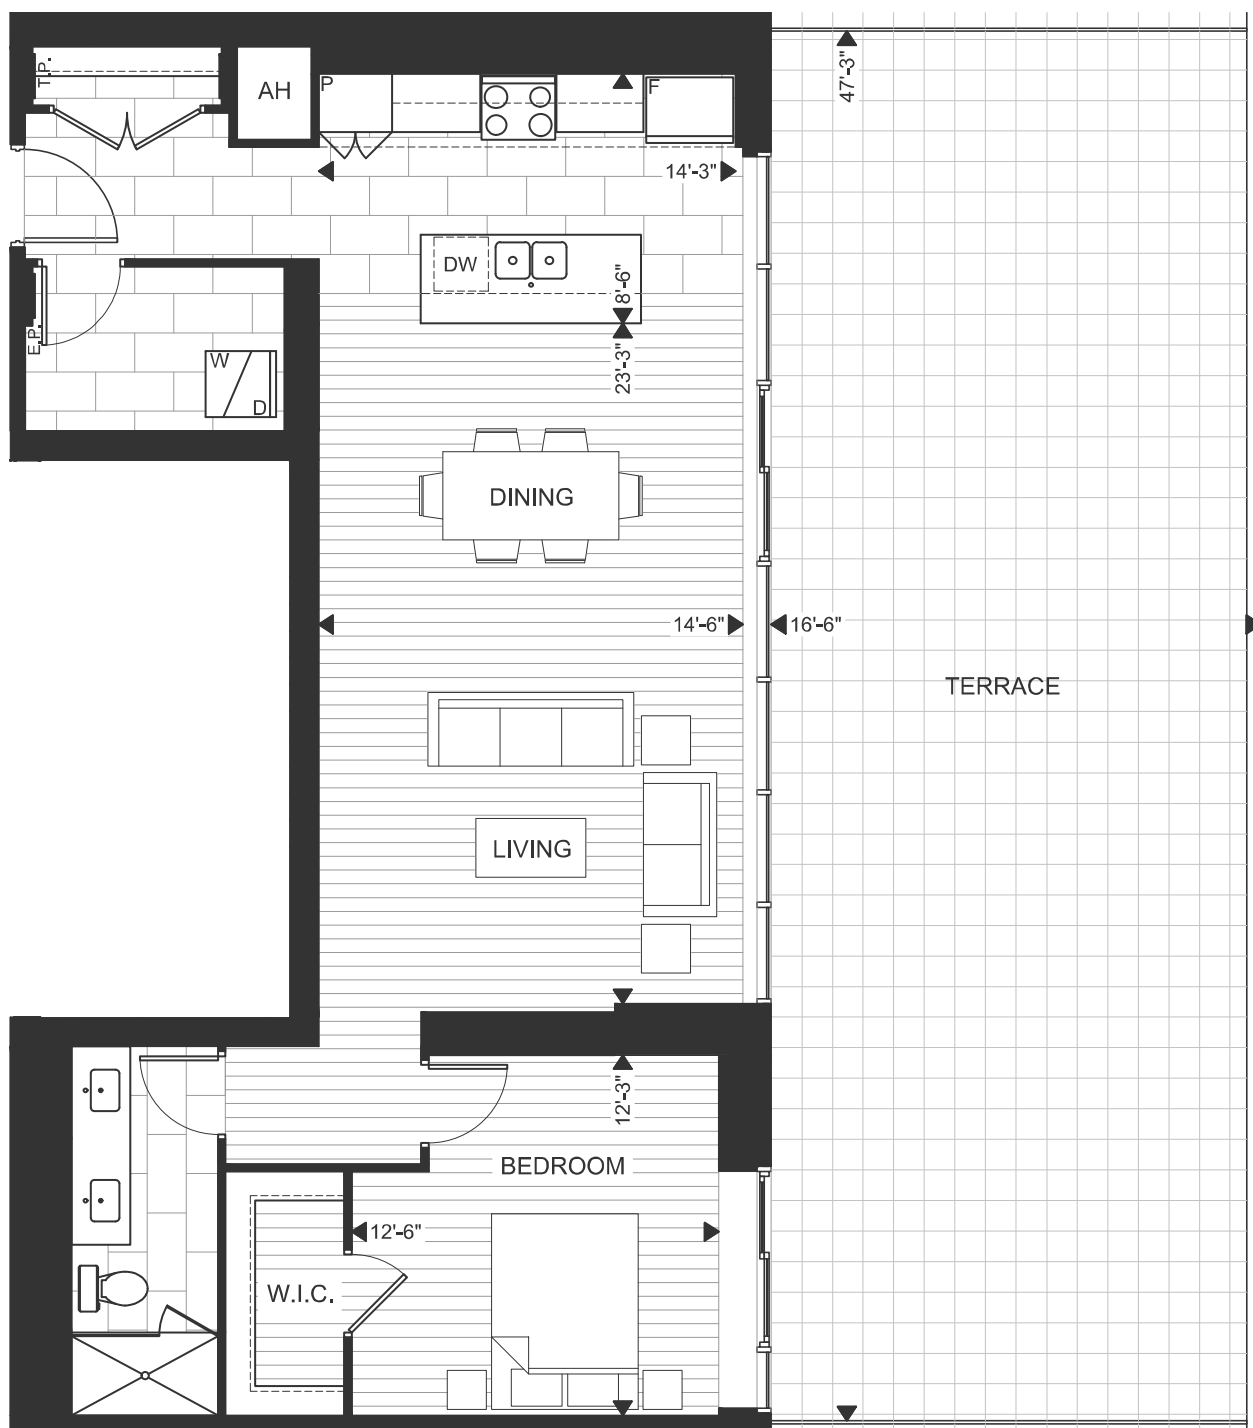 T.P.
AH
P
F
47'-3"
14'-3"
DW
8'-6"
E.P.
W
D
23'-3"
DINING
14'-6"
16'-6"
TERRACE
LIVING
12'-3"
BEDROOM
12'-6"
W.I.C.